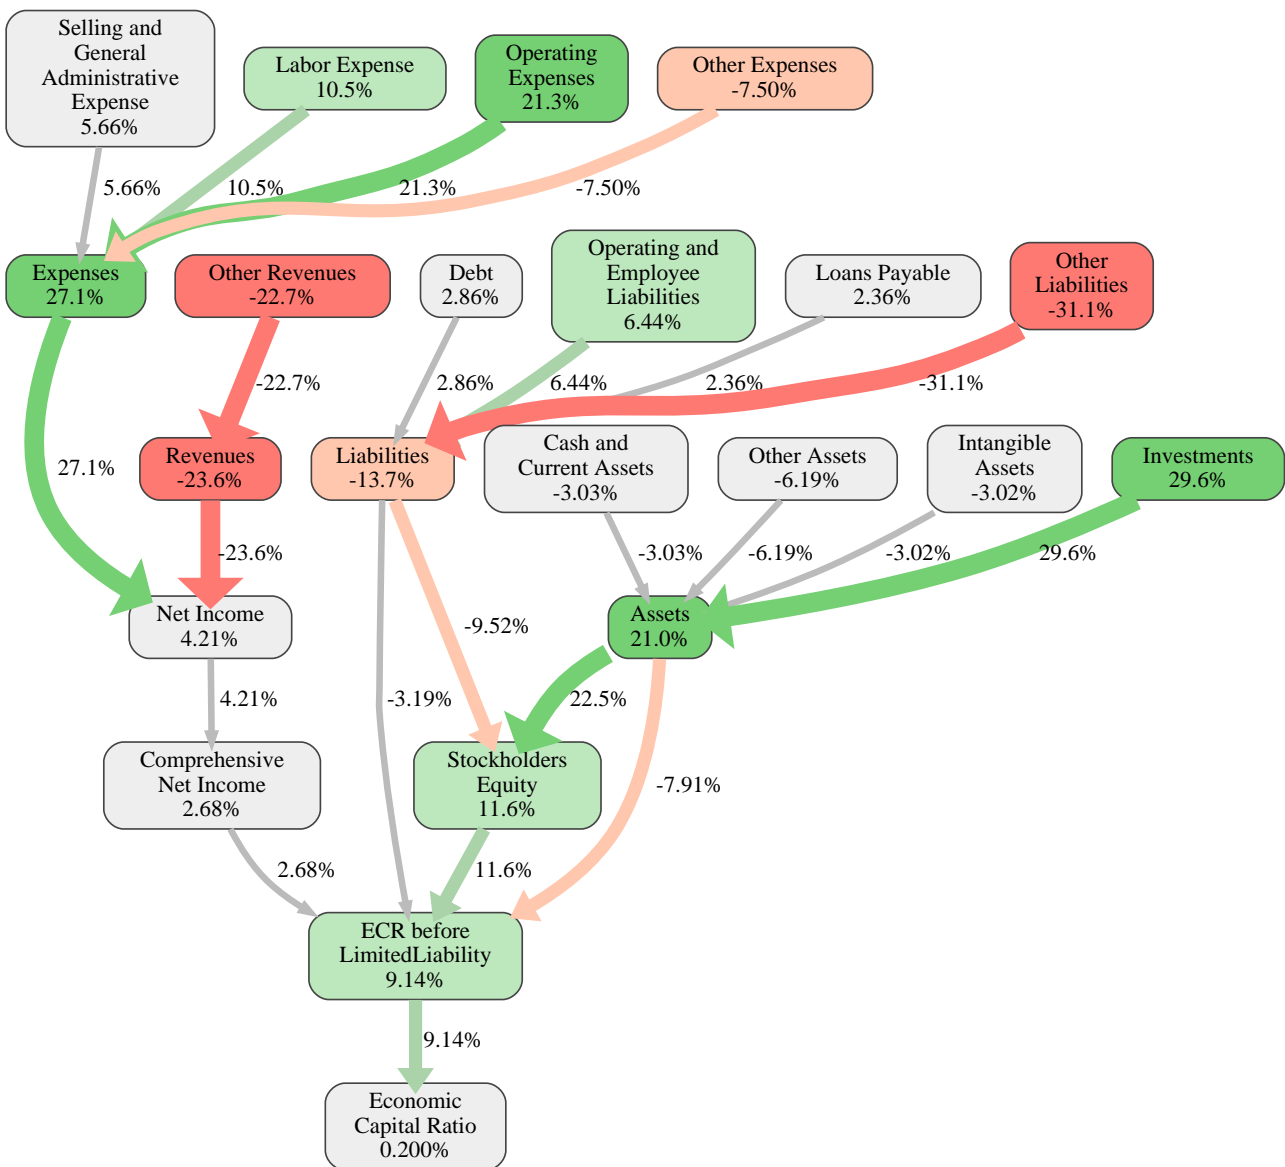 Selling and
General
Administrative
Expense
5.66%
Labor Expense
10.5%
Operating
Expenses
21.3%
Other Expenses
-7.50%
5.66%
10.5%
21.3%
-7.50%
Expenses
27.1%
Other Revenues
-22.7%
Debt
2.86%
Operating and
Employee
Liabilities
6.44%
Loans Payable
2.36%
Other
Liabilities
-31.1%
-22.7%
2.86%
6.44%
2.36%
-31.1%
27.1%
Revenues
-23.6%
Liabilities
-13.7%
Cash and
Current Assets
-3.03%
Other Assets
-6.19%
Intangible
Assets
-3.02%
Investments
29.6%
-23.6%
-3.03%
-6.19%
-3.02%
29.6%
Net Income
4.21%
-9.52%
Assets
21.0%
4.21%
-3.19%
22.5%
Comprehensive
Net Income
2.68%
Stockholders
Equity
11.6%
-7.91%
2.68%
11.6%
ECR before
LimitedLiability
9.14%
9.14%
Economic
Capital Ratio
0.200%